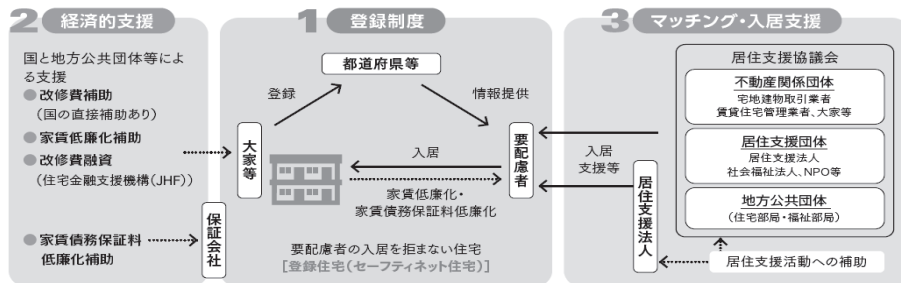 2 経済的支援
国と地方公共団体等によ
る支援
●改修費補助
(国の直接補助あり)
●家賃低廉化補助
●改修費融資
(住宅金融支援機構(JHF))
●家賃債務保証料
低廉化補助
保証会社
1 登録制度
都道府県等
登録
情報提供
大家等
要配慮者
入居
家賃低廉化・
家賃債務保証料低廉化
要配慮者の入居を拒まない住宅
[登録住宅(セーフティネット住宅)]
3 マッチング・入居支援
入居
支援等
居住支援法人
居住支援協議会
不動産関係団体
宅地建物取引業者
賃貸住宅管理業者、大家等
居住支援団体
居住支援法人
社会福祉法人、NPO等
地方公共団体
(住宅部局・福祉部局)
居住支援活動への補助